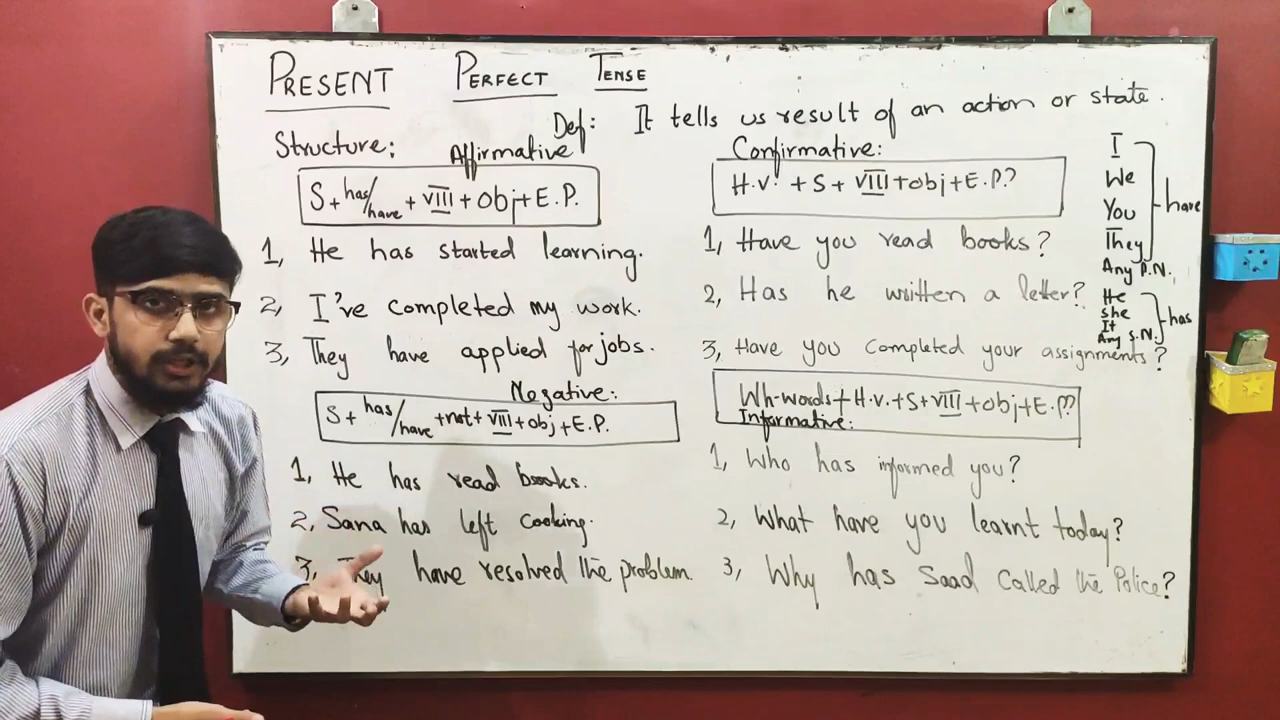 PRESENT PERFECT TENSE
Def: It tells us result of an action or state.
Structure:
Affirmative
S + has/have + VIII + Obj + E.P.
1, He has started learning.
2, I've completed my work.
3, They have applied for jobs.
Negative:
S + has/have + not + VIII + obj + E.P.
1, He has read books.
2, Sana has left cooking.
3, They have resolved the problem.
Confirmative:
H.v. + S + VIII + obj + E.P.?
1, Have you read books?
2, Has he written a letter?
3, Have you completed your assignments?
Wh-words + H.v. + S + VIII + obj + E.P.?
Informative:
1, Who has informed you?
2, What have you learnt today?
3, Why has Saad called the Police?
I
We
You
They
Any P.N.
have
He
She
It
Any S.N.
has